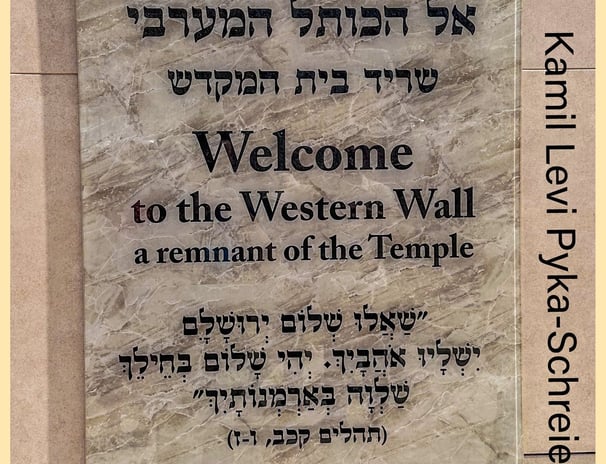 אל הכותל המערבי
שריד בית המקדש
Welcome
to the Western Wall
a remnant of the Temple
"שַׁאֲלוּ שְׁלוֹם יְרוּשָׁלָםִ
יִשְׁלָיוּ אֹהֲבָיִךְ. יְהִי שָׁלוֹם בְּחֵילֵךְ
שַׁלְוָה בְּאַרְמְנוֹתָיִךְ"
(תהלים קכב, ו-ז)
Kamil Levi Pyka-Schreie